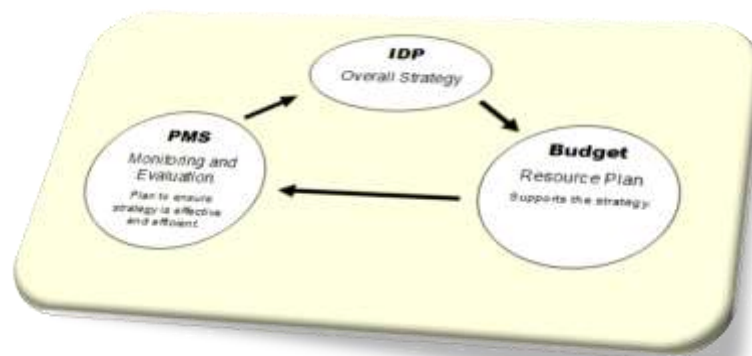 IDP
Overall Strategy
PMS
Monitoring and
Evaluation
Plan to ensure
strategy is effective
and efficient.
Budget
Resource Plan
Supports the strategy